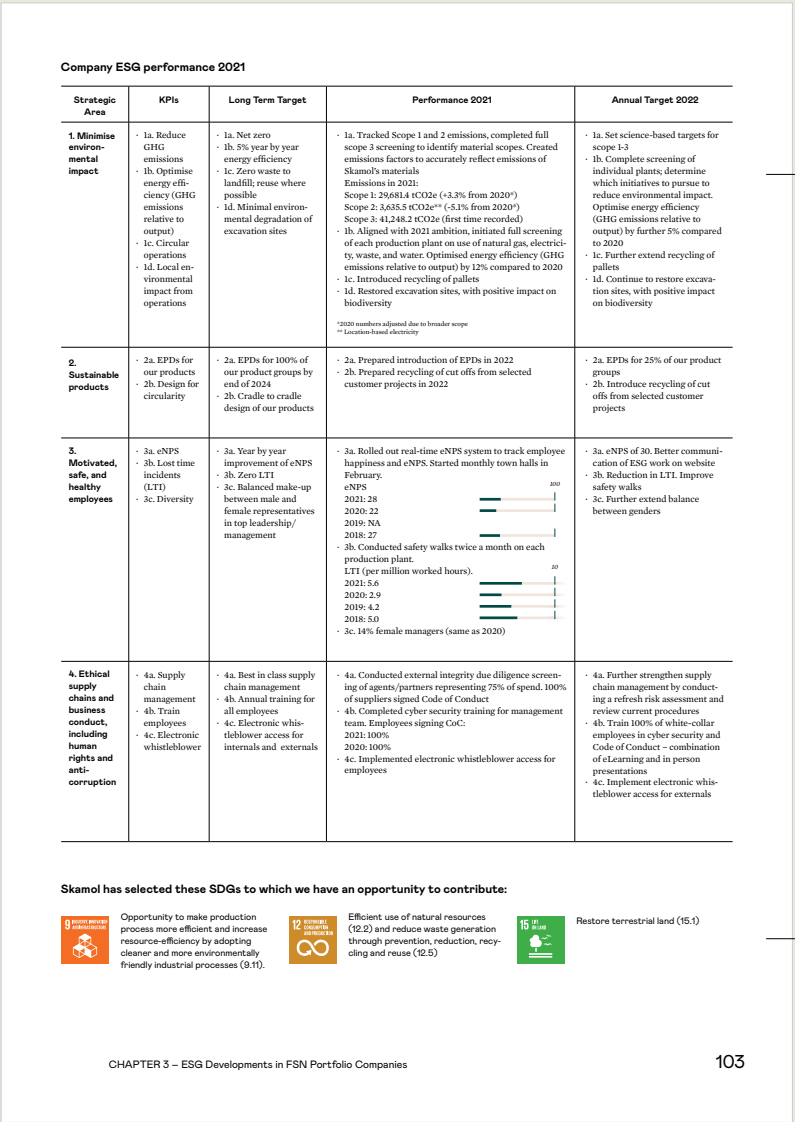 Company ESG performance 2021
Strategic
Area
KPIs
Long Term Target
Performance 2021
Annual Target 2022
1. Minimise
environ-
mental
impact
· 1a. Reduce
GHG
emissions
· 1b. Optimise
energy effi-
ciency (GHG
emissions
relative to
output)
· 1c. Circular
operations
· 1d. Local en-
vironmental
impact from
operations
· 1a. Net zero
· 1b. 5% year by year
energy efficiency
· 1c. Zero waste to
landfill; reuse where
possible
· 1d. Minimal environ-
mental degradation of
excavation sites
· 1a. Tracked Scope 1 and 2 emissions, completed full
scope 3 screening to identify material scopes. Created
emissions factors to accurately reflect emissions of
Skamol's materials
Emissions in 2021:
Scope 1: 29,681.4 tCO2e (+3.3% from 2020*)
Scope 2: 3,635.5 tCO2e** (-5.1% from 2020*)
Scope 3: 41,248.2 tCO2e (first time recorded)
· 1b. Aligned with 2021 ambition, initiated full screening
of each production plant on use of natural gas, electrici-
ty, waste, and water. Optimised energy efficiency (GHG
emissions relative to output) by 12% compared to 2020
· 1c. Introduced recycling of pallets
· 1d. Restored excavation sites, with positive impact on
biodiversity
*2020 numbers adjusted due to broader scope
** Location-based electricity
· 1a. Set science-based targets for
scope 1-3
· 1b. Complete screening of
individual plants; determine
which initiatives to pursue to
reduce environmental impact.
Optimise energy efficiency
(GHG emissions relative to
output) by further 5% compared
to 2020
· 1c. Further extend recycling of
pallets
· 1d. Continue to restore excava-
tion sites, with positive impact
on biodiversity
2.
Sustainable
products
· 2a. EPDs for
our products
· 2b. Design for
circularity
· 2a. EPDs for 100% of
our product groups by
end of 2024
· 2b. Cradle to cradle
design of our products
· 2a. Prepared introduction of EPDs in 2022
· 2b. Prepared recycling of cut offs from selected
customer projects in 2022
· 2a. EPDs for 25% of our product
groups
· 2b. Introduce recycling of cut
offs from selected customer
projects
3.
Motivated,
safe, and
healthy
employees
· 3a. eNPS
· 3b. Lost time
incidents
(LTI)
· 3c. Diversity
· 3a. Year by year
improvement of eNPS
· 3b. Zero LTI
· 3c. Balanced make-up
between male and
female representatives
in top leadership/
management
· 3a. Rolled out real-time eNPS system to track employee
happiness and eNPS. Started monthly town halls in
February.
eNPS
100
2021: 28
2020: 22
2019: NA
2018: 27
· 3b. Conducted safety walks twice a month on each
production plant.
LTI (per million worked hours).
10
2021: 5.6
2020: 2.9
2019: 4.2
2018: 5.0
· 3c. 14% female managers (same as 2020)
· 3a. eNPS of 30. Better communi-
cation of ESG work on website
· 3b. Reduction in LTI. Improve
safety walks
· 3c. Further extend balance
between genders
4. Ethical
supply
chains and
business
conduct,
including
human
rights and
anti-
corruption
· 4a. Supply
chain
management
· 4b. Train
employees
· 4c. Electronic
whistleblower
· 4a. Best in class supply
chain management
· 4b. Annual training for
all employees
· 4c. Electronic whis-
tleblower access for
internals and externals
· 4a. Conducted external integrity due diligence screen-
ing of agents/partners representing 75% of spend. 100%
of suppliers signed Code of Conduct
· 4b. Completed cyber security training for management
team. Employees signing CoC:
2021: 100%
2020: 100%
· 4c. Implemented electronic whistleblower access for
employees
· 4a. Further strengthen supply
chain management by conduct-
ing a refresh risk assessment and
review current procedures
· 4b. Train 100% of white-collar
employees in cyber security and
Code of Conduct – combination
of eLearning and in person
presentations
· 4c. Implement electronic whis-
tleblower access for externals
Skamol has selected these SDGs to which we have an opportunity to contribute:
9 INDUSTRY, INNOVATION
AND INFRASTRUCTURE
Opportunity to make production
process more efficient and increase
resource-efficiency by adopting
cleaner and more environmentally
friendly industrial processes (9.11).
12 RESPONSIBLE
CONSUMPTION
AND PRODUCTION
Efficient use of natural resources
(12.2) and reduce waste generation
through prevention, reduction, recy-
cling and reuse (12.5)
15 LIFE
ON LAND
Restore terrestrial land (15.1)
CHAPTER 3 – ESG Developments in FSN Portfolio Companies
103